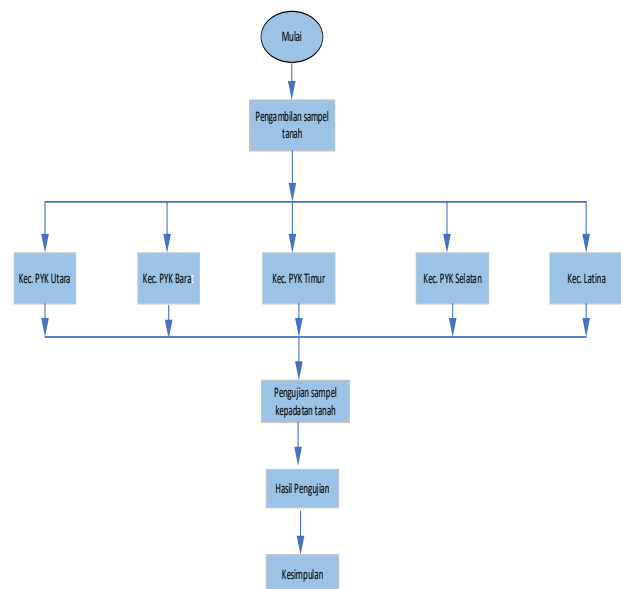 Mulai
Pengambilan sampel
tanah
Kec. PYK Utara
Kec. PYK Barat
Kec. PYK Timur
Kec. PYK Selatan
Kec. Latina
Pengujian sampel
kepadatan tanah
Hasil Pengujian
Kesimpulan